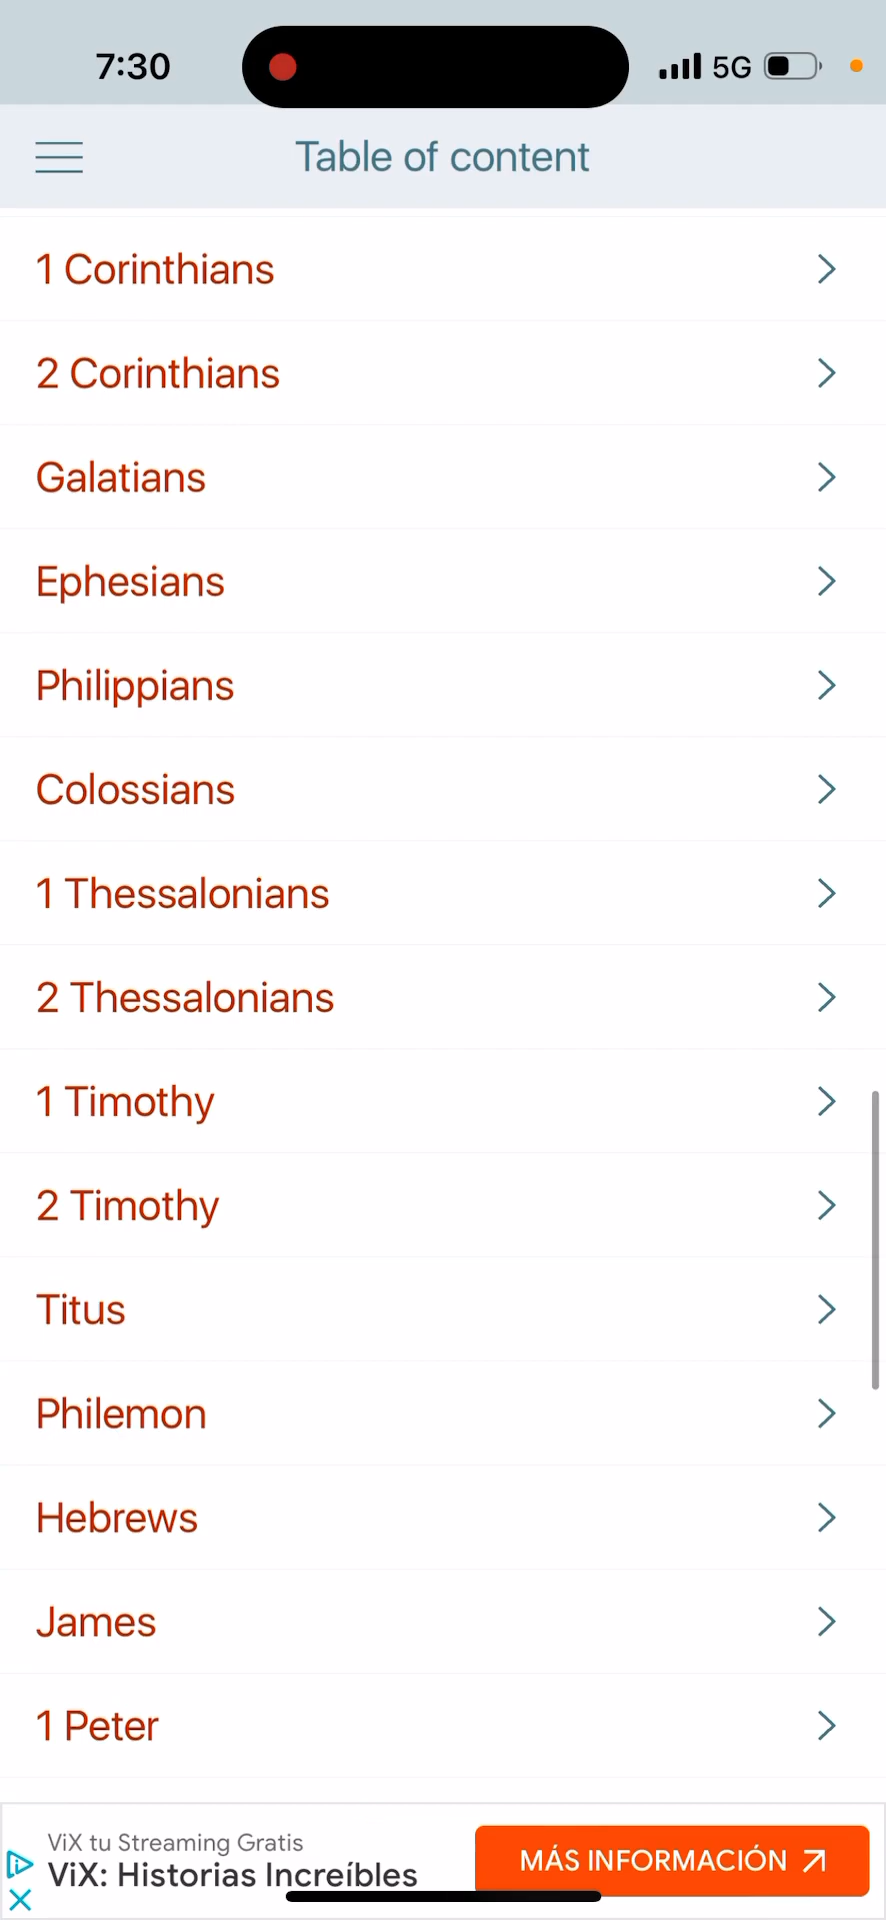 7:30
5G
Table of content
1 Corinthians
2 Corinthians
Galatians
Ephesians
Philippians
Colossians
1 Thessalonians
2 Thessalonians
1 Timothy
2 Timothy
Titus
Philemon
Hebrews
James
1 Peter
ViX tu Streaming Gratis
ViX: Historias Increíbles
MÁS INFORMACIÓN